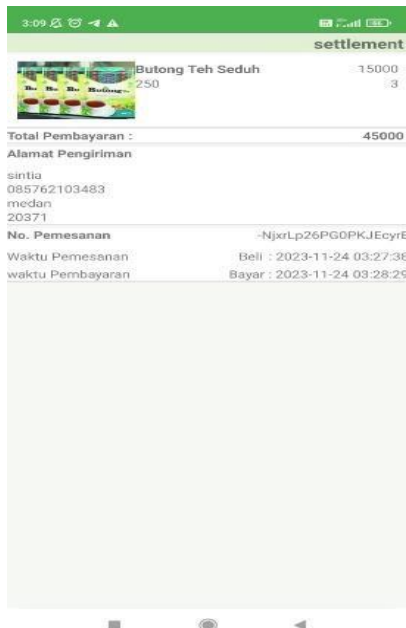 3:09
settlement
Butong Teh Seduh 15000
250 3
Total Pembayaran : 45000
Alamat Pengiriman
sintia
085762103483
medan
20371
No. Pemesanan -NjxrLp26PG0PKJEcyrE
Waktu Pemesanan Beli : 2023-11-24 03:27:38
waktu Pembayaran Bayar : 2023-11-24 03:28:29